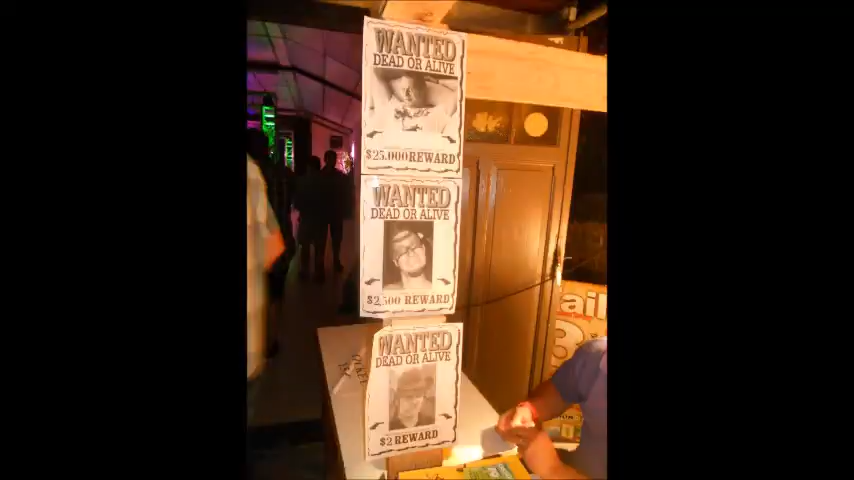 WANTED
DEAD OR ALIVE
$25.000 REWARD
WANTED
DEAD OR ALIVE
$2,500 REWARD
WANTED
DEAD OR ALIVE
$2 REWARD